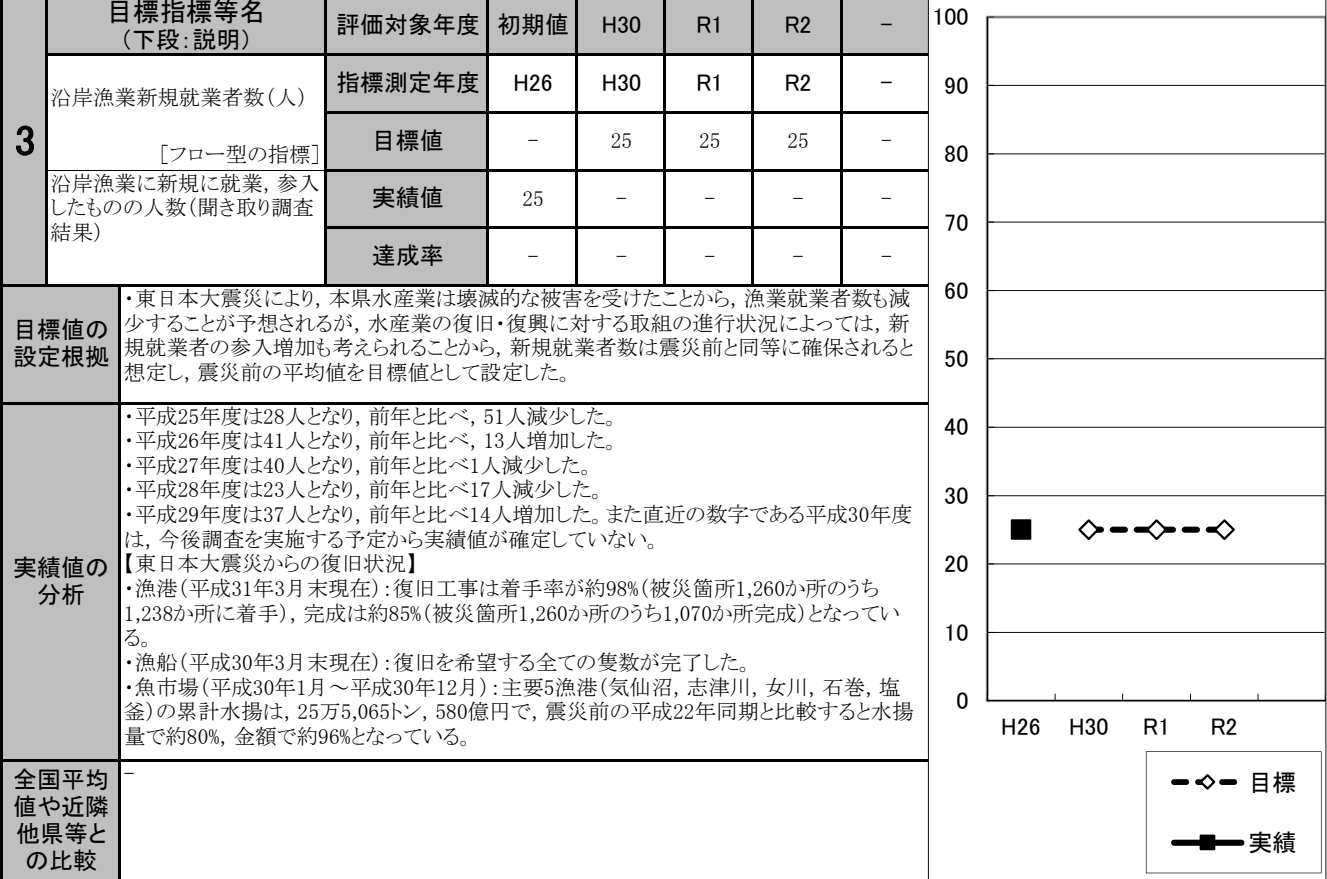 3
目標指標等名
（下段：説明）
評価対象年度 初期値 H30 R1 R2 －
沿岸漁業新規就業者数（人）
［フロー型の指標］
指標測定年度 H26 H30 R1 R2 －
目標値 － 25 25 25 －
沿岸漁業に新規に就業，参入
したものの人数（聞き取り調査
結果）
実績値 25 － － － －
達成率 － － － － －
目標値の
設定根拠
・東日本大震災により，本県水産業は壊滅的な被害を受けたことから，漁業就業者数も減
少することが予想されるが，水産業の復旧・復興に対する取組の進行状況によっては，新
規就業者の参入増加も考えられることから，新規就業者数は震災前と同等に確保されると
想定し，震災前の平均値を目標値として設定した。
実績値の
分析
・平成25年度は28人となり，前年と比べ，51人減少した。
・平成26年度は41人となり，前年と比べ，13人増加した。
・平成27年度は40人となり，前年と比べ1人減少した。
・平成28年度は23人となり，前年と比べ17人減少した。
・平成29年度は37人となり，前年と比べ14人増加した。また直近の数字である平成30年度
は，今後調査を実施する予定から実績値が確定していない。
【東日本大震災からの復旧状況】
・漁港（平成31年3月末現在）：復旧工事は着手率が約98%（被災箇所1,260か所のうち
1,238か所に着手），完成は約85%（被災箇所1,260か所のうち1,070か所完成）となってい
る。
・漁船（平成30年3月末現在）：復旧を希望する全ての隻数が完了した。
・魚市場（平成30年1月～平成30年12月）：主要5漁港（気仙沼，志津川，女川，石巻，塩
釜）の累計水揚は，25万5,065トン，580億円で，震災前の平成22年同期と比較すると水揚
量で約80%，金額で約96%となっている。
全国平均
値や近隣
他県等と
の比較
－
100
90
80
70
60
50
40
30
20
10
0
H26 H30 R1 R2
目標
実績